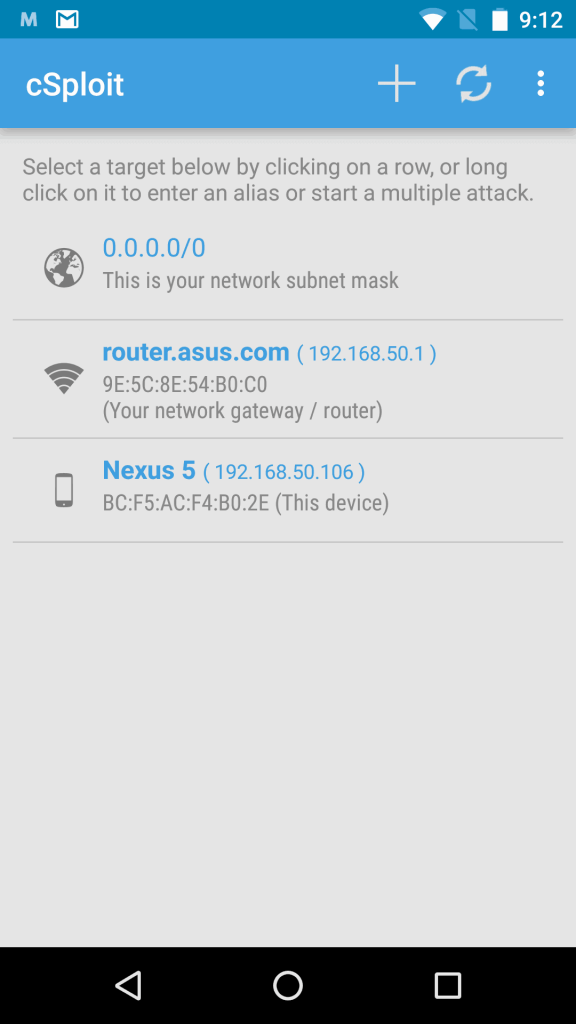 M
9:12
cSploit
Select a target below by clicking on a row, or long
click on it to enter an alias or start a multiple attack.
0.0.0.0/0
This is your network subnet mask
router.asus.com ( 192.168.50.1 )
9E:5C:8E:54:B0:C0
(Your network gateway / router)
Nexus 5 ( 192.168.50.106 )
BC:F5:AC:F4:B0:2E (This device)